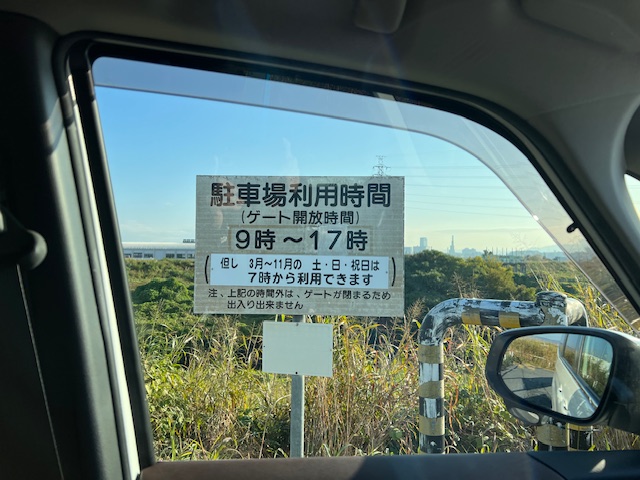 駐車場利用時間
(ゲート開放時間)
9時～17時
(但し 3月～11月の 土・日・祝日は
7時から利用できます)
注、上記の時間外は、ゲートが閉まるため
出入り出来ません